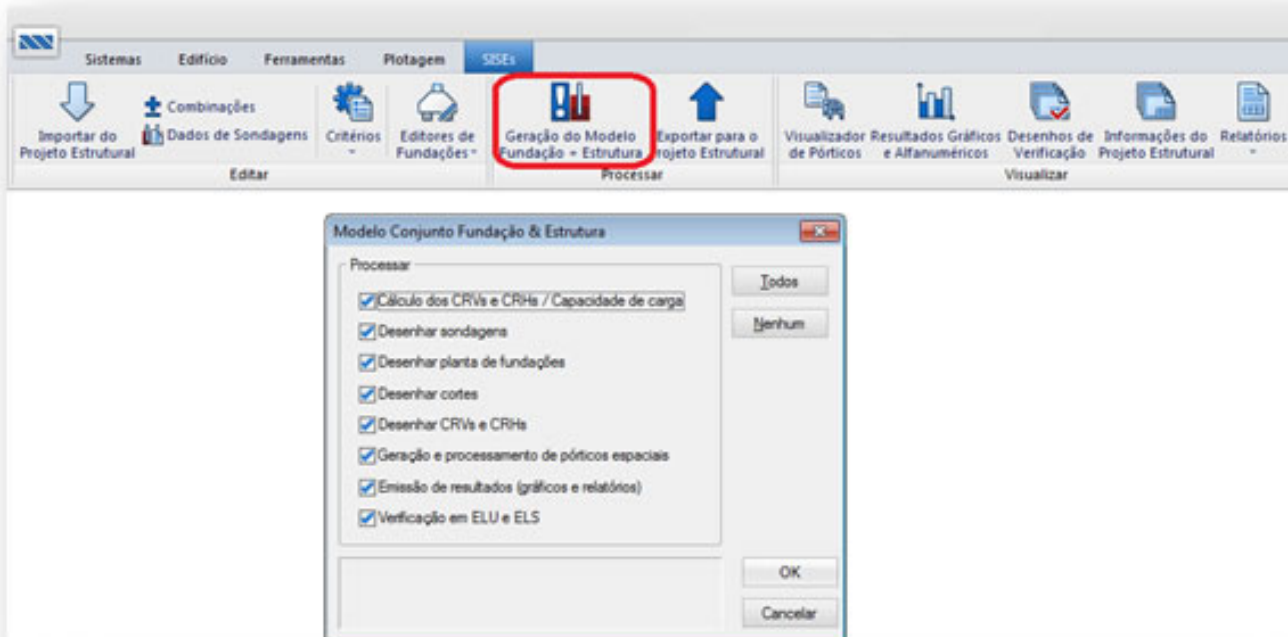 Sistemas Edifício Ferramentas Plotagem SISEs
Importar do
Projeto Estrutural
Combinações
Dados de Sondagens
Critérios
Editores de
Fundações
Geração do Modelo
Fundação + Estrutura
Exportar para o
Projeto Estrutural
Visualizador
de Pórticos
Resultados Gráficos
e Alfanuméricos
Desenhos de
Verificação
Informações do
Projeto Estrutural
Relatórios
Editar Processar Visualizar
Modelo Conjunto Fundação & Estrutura
Processar
Cálculo dos CRVs e CRHs / Capacidade de carga
Desenhar sondagens
Desenhar planta de fundações
Desenhar cortes
Desenhar CRVs e CRHs
Geração e processamento de pórticos espaciais
Emissão de resultados (gráficos e relatórios)
Verificação em ELU e ELS
Todos
Nenhum
OK
Cancelar